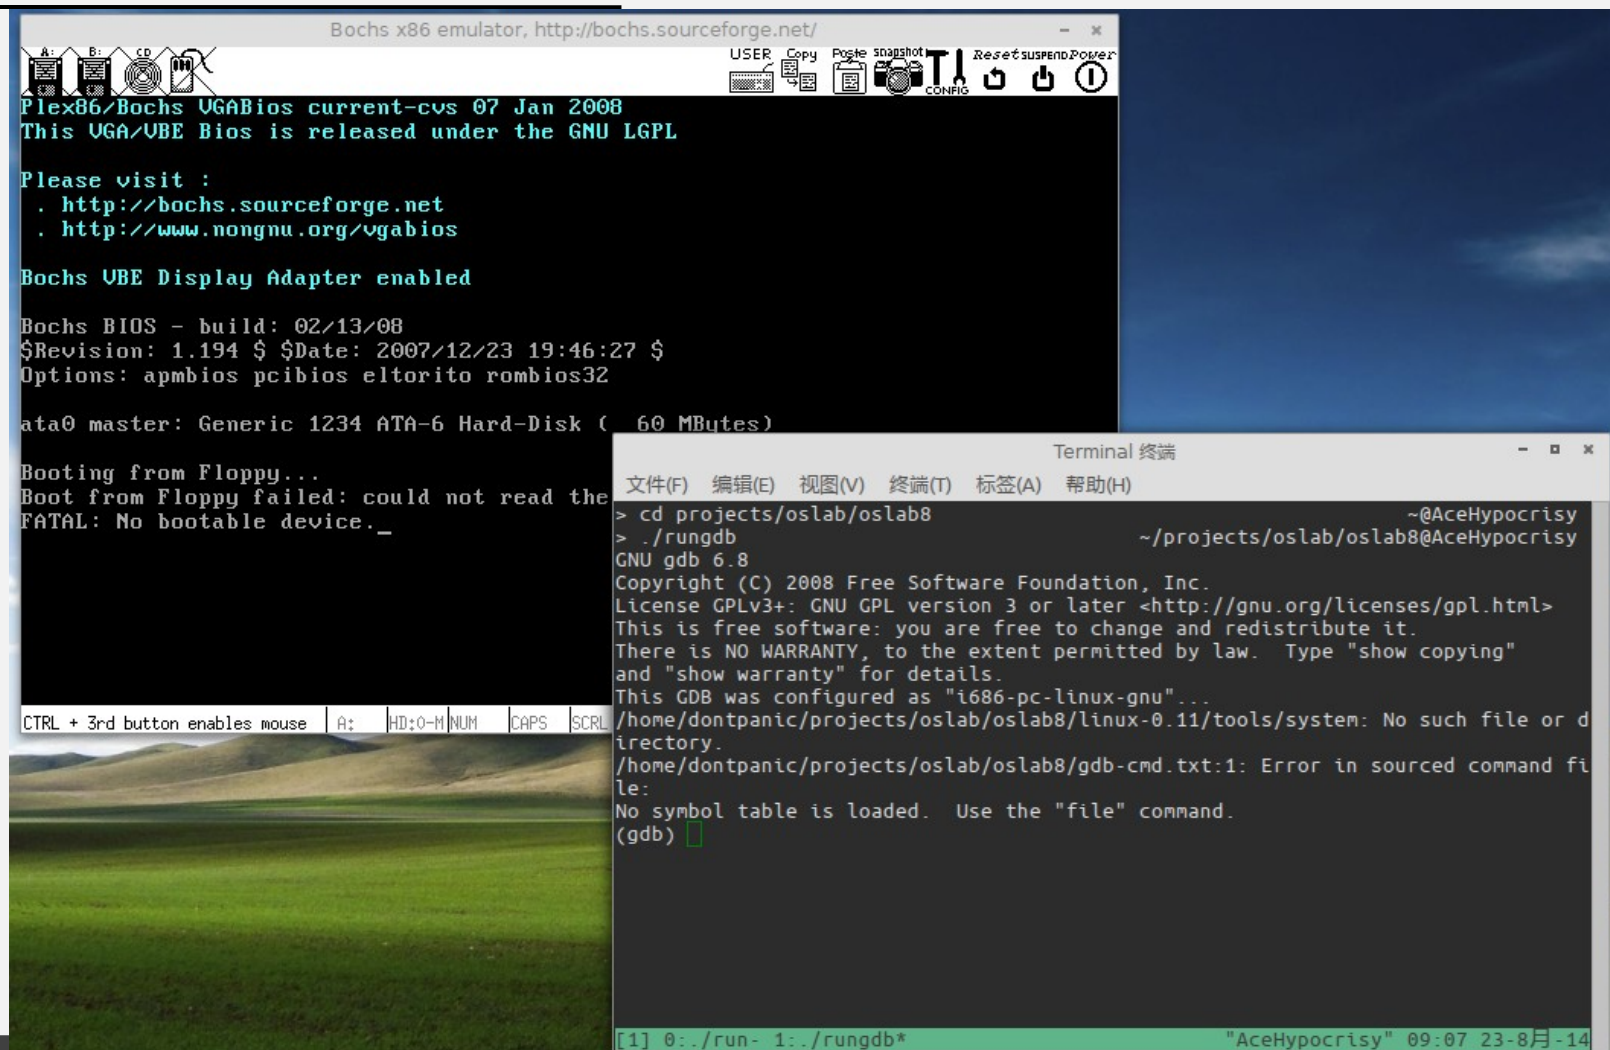 Bochs x86 emulator, http://bochs.sourceforge.net/
A: B: CD USER Copy Paste snapshot CONFIG Reset SUSPEND Power
Plex86/Bochs VGABios current-cvs 07 Jan 2008
This VGA/VBE Bios is released under the GNU LGPL
Please visit :
. http://bochs.sourceforge.net
. http://www.nongnu.org/vgabios
Bochs VBE Display Adapter enabled
Bochs BIOS - build: 02/13/08
$Revision: 1.194 $ $Date: 2007/12/23 19:46:27 $
Options: apmbios pcibios eltorito rombios32
ata0 master: Generic 1234 ATA-6 Hard-Disk (  60 MBytes)
Booting from Floppy...
Boot from Floppy failed: could not read the
FATAL: No bootable device._
CTRL + 3rd button enables mouse A: HD:0-M NUM CAPS SCRL
Terminal 终端
文件(F) 编辑(E) 视图(V) 终端(T) 标签(A) 帮助(H)
> cd projects/oslab/oslab8 ~@AceHypocrisy
> ./rungdb ~/projects/oslab/oslab8@AceHypocrisy
GNU gdb 6.8
Copyright (C) 2008 Free Software Foundation, Inc.
License GPLv3+: GNU GPL version 3 or later <http://gnu.org/licenses/gpl.html>
This is free software: you are free to change and redistribute it.
There is NO WARRANTY, to the extent permitted by law.  Type "show copying"
and "show warranty" for details.
This GDB was configured as "i686-pc-linux-gnu"...
/home/dontpanic/projects/oslab/oslab8/linux-0.11/tools/system: No such file or d
irectory.
/home/dontpanic/projects/oslab/oslab8/gdb-cmd.txt:1: Error in sourced command fi
le:
No symbol table is loaded.  Use the "file" command.
(gdb)
[1] 0:./run- 1:./rungdb* "AceHypocrisy" 09:07 23-8月-14